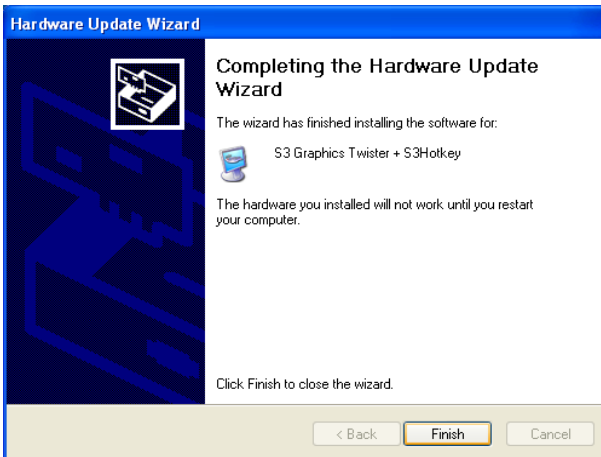 Hardware Update Wizard
Completing the Hardware Update
Wizard
The wizard has finished installing the software for:
S3 Graphics Twister + S3Hotkey
The hardware you installed will not work until you restart
your computer.
Click Finish to close the wizard.
< Back Finish Cancel